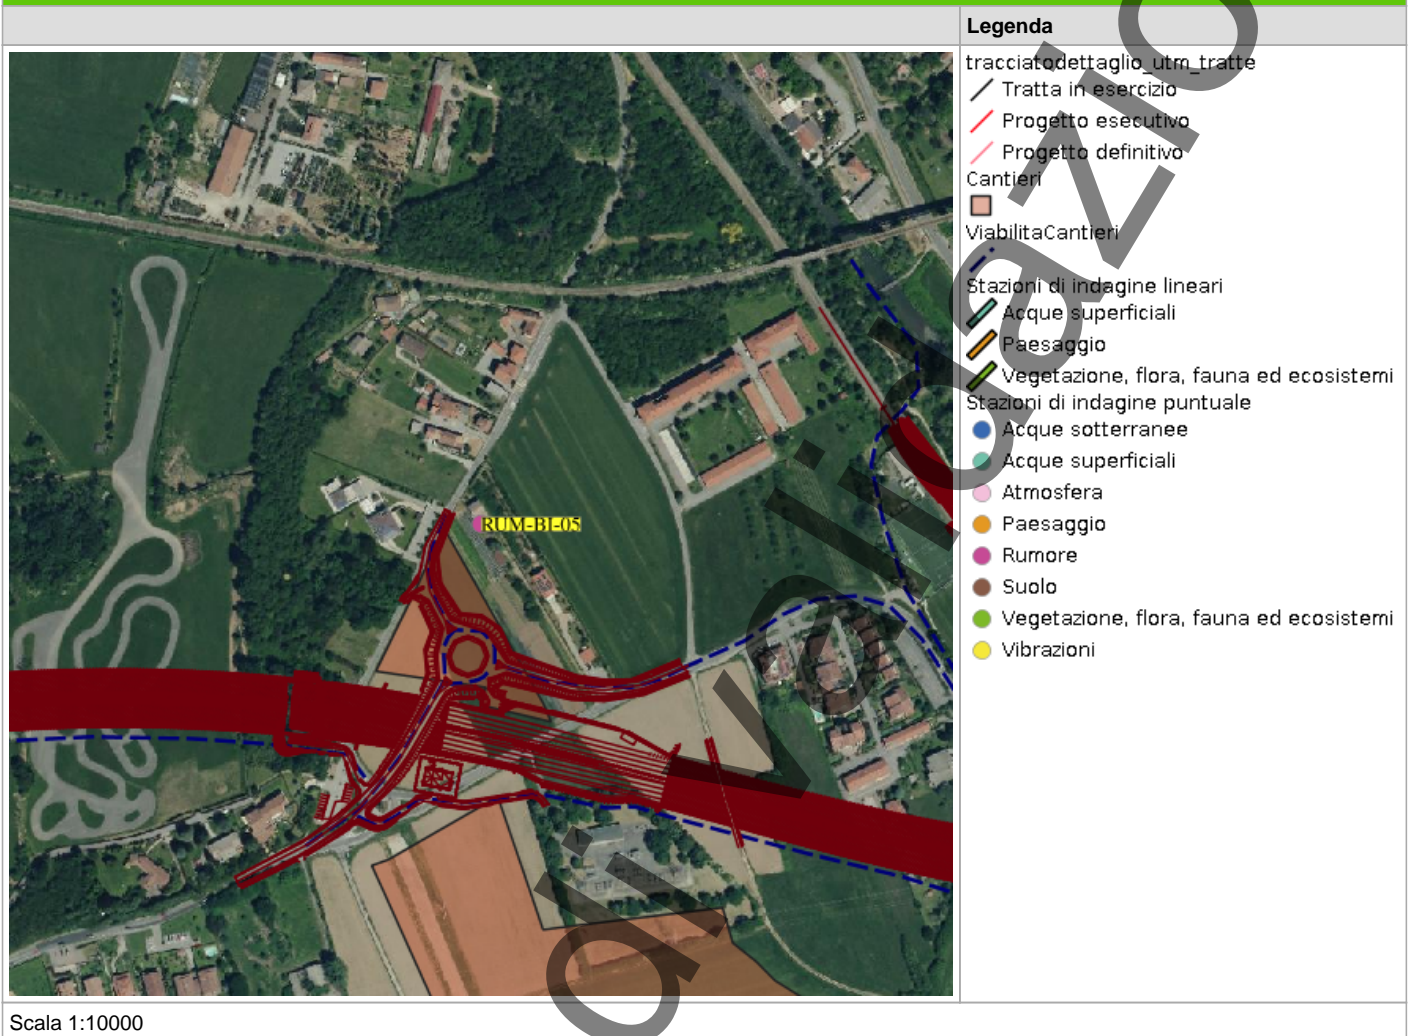 Legenda
tracciatodettaglio_utm_tratte
Tratta in esercizio
Progetto esecutivo
Progetto definitivo
Cantieri
ViabilitaCantieri
Stazioni di indagine lineari
Acque superficiali
Paesaggio
Vegetazione, flora, fauna ed ecosistemi
Stazioni di indagine puntuale
Acque sotterranee
Acque superficiali
Atmosfera
Paesaggio
Rumore
Suolo
Vegetazione, flora, fauna ed ecosistemi
Vibrazioni
RUM-BI-05
Scala 1:10000